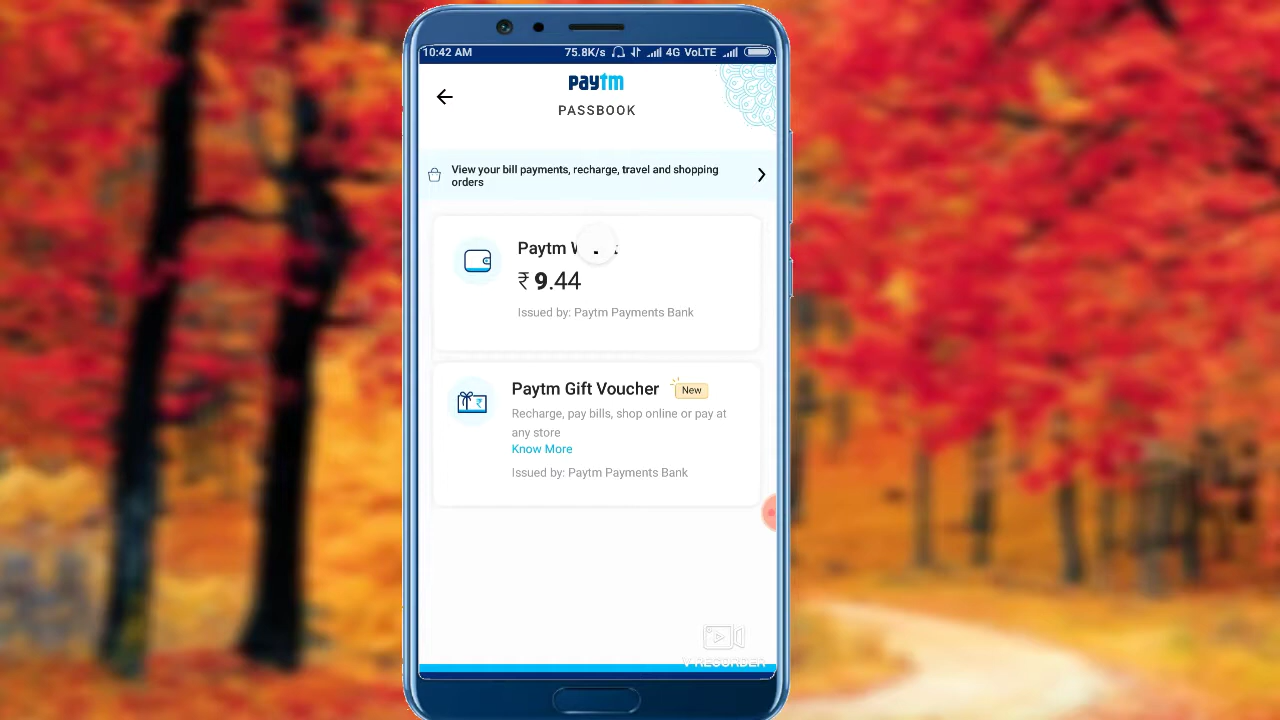 10:42 AM 75.8K/s 4G VoLTE
paytm
PASSBOOK
View your bill payments, recharge, travel and shopping
orders
Paytm
₹ 9.44
Issued by: Paytm Payments Bank
Paytm Gift Voucher New
Recharge, pay bills, shop online or pay at
any store
Know More
Issued by: Paytm Payments Bank
V RECORDER